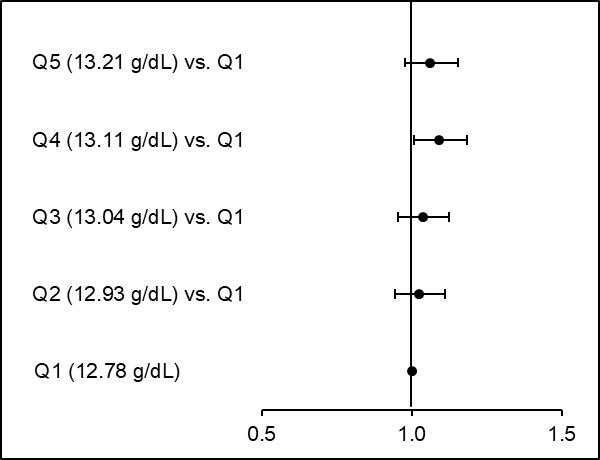 Q5 (13.21 g/dL) vs. Q1
Q4 (13.11 g/dL) vs. Q1
Q3 (13.04 g/dL) vs. Q1
Q2 (12.93 g/dL) vs. Q1
Q1 (12.78 g/dL)
0.5 1.0 1.5